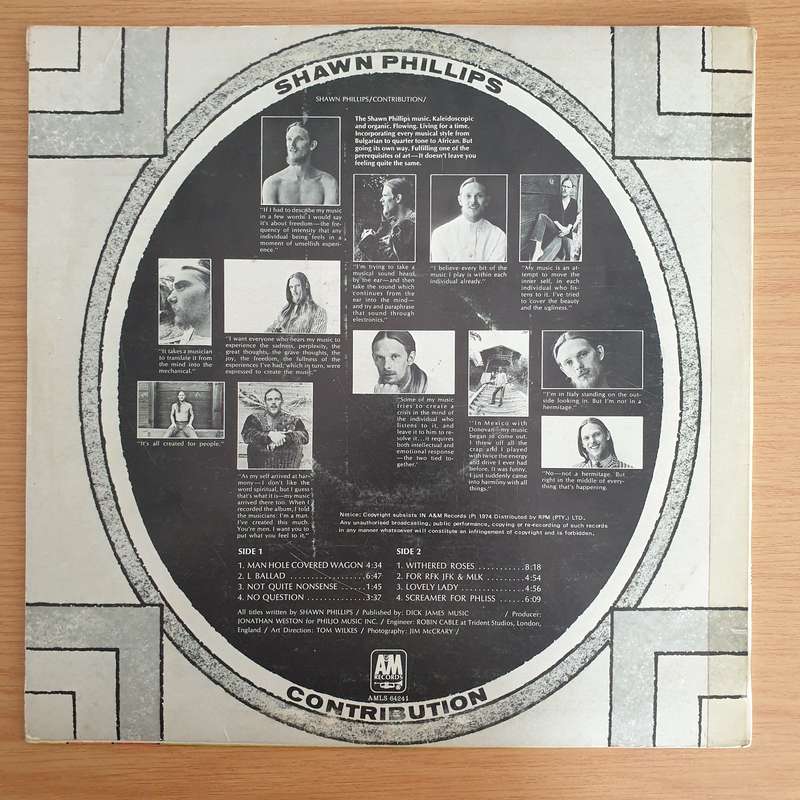 SHAWN PHILLIPS
SHAWN PHILLIPS/CONTRIBUTION/
The Shawn Phillips music. Kaleidoscopic
and organic. Flowing. Living for a time.
Incorporating every musical style from
Bulgarian to quarter tone to African. But
going its own way. Fulfilling one of the
prerequisites of art—It doesn't leave you
feeling quite the same.
"If I had to describe my music
in a few words I would say
it's about freedom—the fre-
quency of intensity that any
individual being feels in a
moment of unselfish experi-
ence."
"I'm trying to take a
musical sound heard
by the ear—and then
take the sound which
continues from the
ear into the mind—
and try and paraphrase
that sound through
electronics."
"I believe every bit of the
music I play is within each
individual already."
"My music is an at-
tempt to move the
inner self, in each
individual who lis-
tens to it. I've tried
to cover the beauty
and the ugliness."
"It takes a musician
to translate it from
the mind into the
mechanical."
"I want everyone who hears my music to
experience the sadness, perplexity, the
great thoughts, the grave thoughts, the
joy, the freedom, the fullness of the
experiences I've had, which in turn, were
expressed to create the music."
"Some of my music
tries to create a
crisis in the mind of
the individual who
listens to it, and
leave it to him to re-
solve it . . . it requires
both intellectual and
emotional response
—the two tied to-
gether."
"In Mexico with
Donovan—my music
began to come out.
I threw off all the
crap and I played
with twice the energy
and drive I ever had
before. It was funny.
I just suddenly came
into harmony with all
things."
"I'm in Italy standing on the out-
side looking in. But I'm not in a
hermitage."
"It's all created for people."
"As my self arrived at har-
mony—I don't like the
word spiritual, but I guess
that's what it is—my music
arrived there too. When I
recorded the album, I told
the musicians: I'm a man.
I've created this much.
You're men. I want you to
put what you feel to it."
"No—not a hermitage. But
right in the middle of every-
thing that's happening.
Notice: Copyright subsists IN A&M Records (P) 1974 Distributed by RPM (PTY.) LTD.
Any unauthorised broadcasting, public performance, copying or re-recording of such records
in any manner whatsoever will constitute an infringement of copyright and is forbidden.
SIDE 1
1. MAN HOLE COVERED WAGON 4:34
2. L BALLAD . . . . . . . . . . . . . . . . 6:47
3. NOT QUITE NONSENSE . . . . . . 1:45
4. NO QUESTION . . . . . . . . . . . . . 3:37
SIDE 2
1. WITHERED ROSES . . . . . . . . . . 8:18
2. FOR RFK JFK & MLK . . . . . . . . 4:54
3. LOVELY LADY . . . . . . . . . . . . . 4:56
4. SCREAMER FOR PHLISS . . . . . 6:09
All titles written by SHAWN PHILLIPS / Published by: DICK JAMES MUSIC / Producer:
JONATHAN WESTON for PHILJO MUSIC INC. / Engineer: ROBIN CABLE at Trident Studios, London,
England / Art Direction: TOM WILKES / Photography: JIM McCRARY /
A&M
RECORDS
AMLS 64241
CONTRIBUTION